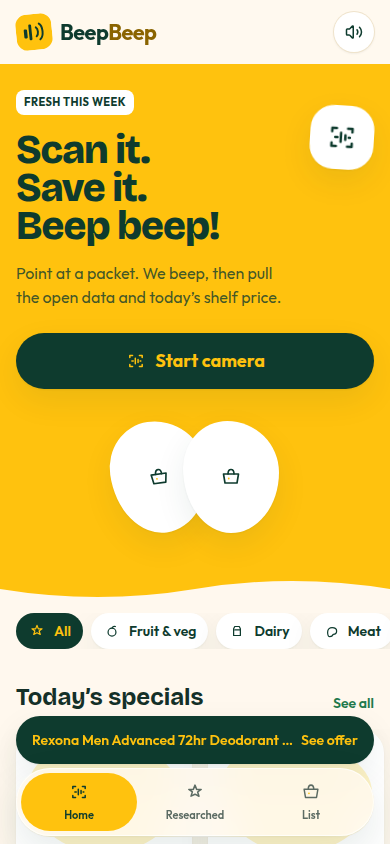 BeepBeep
FRESH THIS WEEK
Scan it.
Save it.
Beep beep!
Point at a packet. We beep, then pull
the open data and today's shelf price.
Start camera
All
Fruit & veg
Dairy
Meat
Today's specials
See all
Rexona Men Advanced 72hr Deodorant ...
See offer
Home
Researched
List